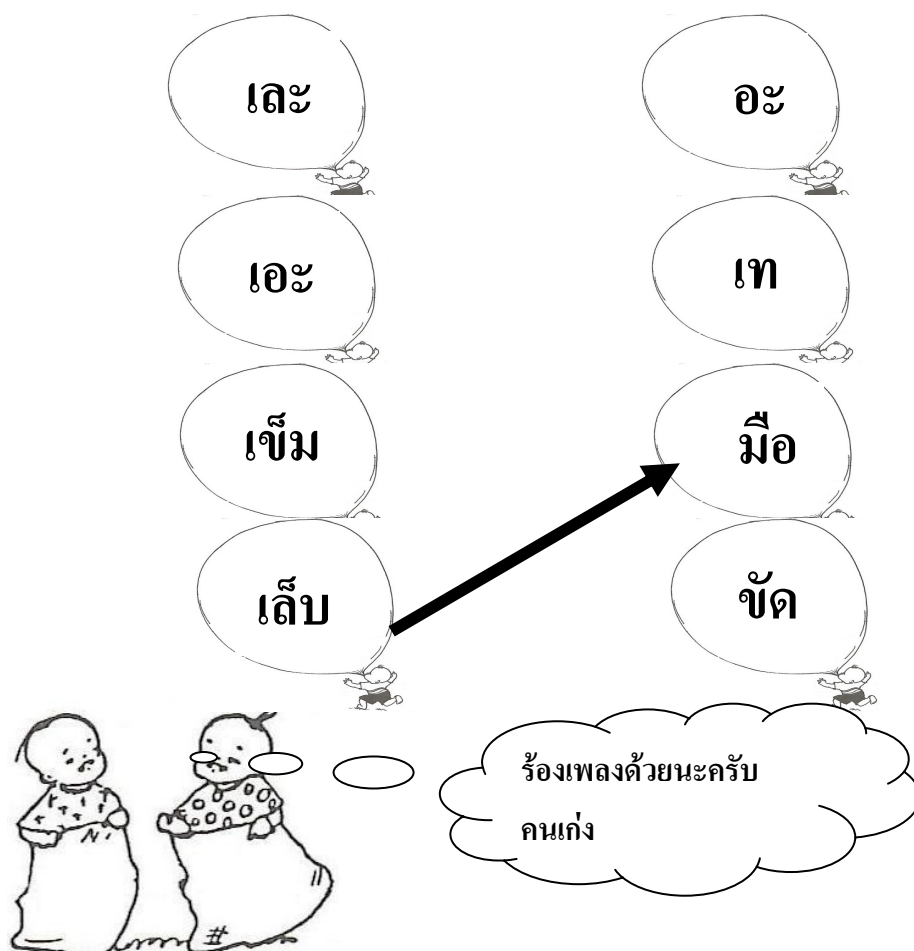 เละ อะ
เอะ เท
เข็ม มือ
เล็บ ขัด
ร้องเพลงด้วยนะครับ
คนเก่ง